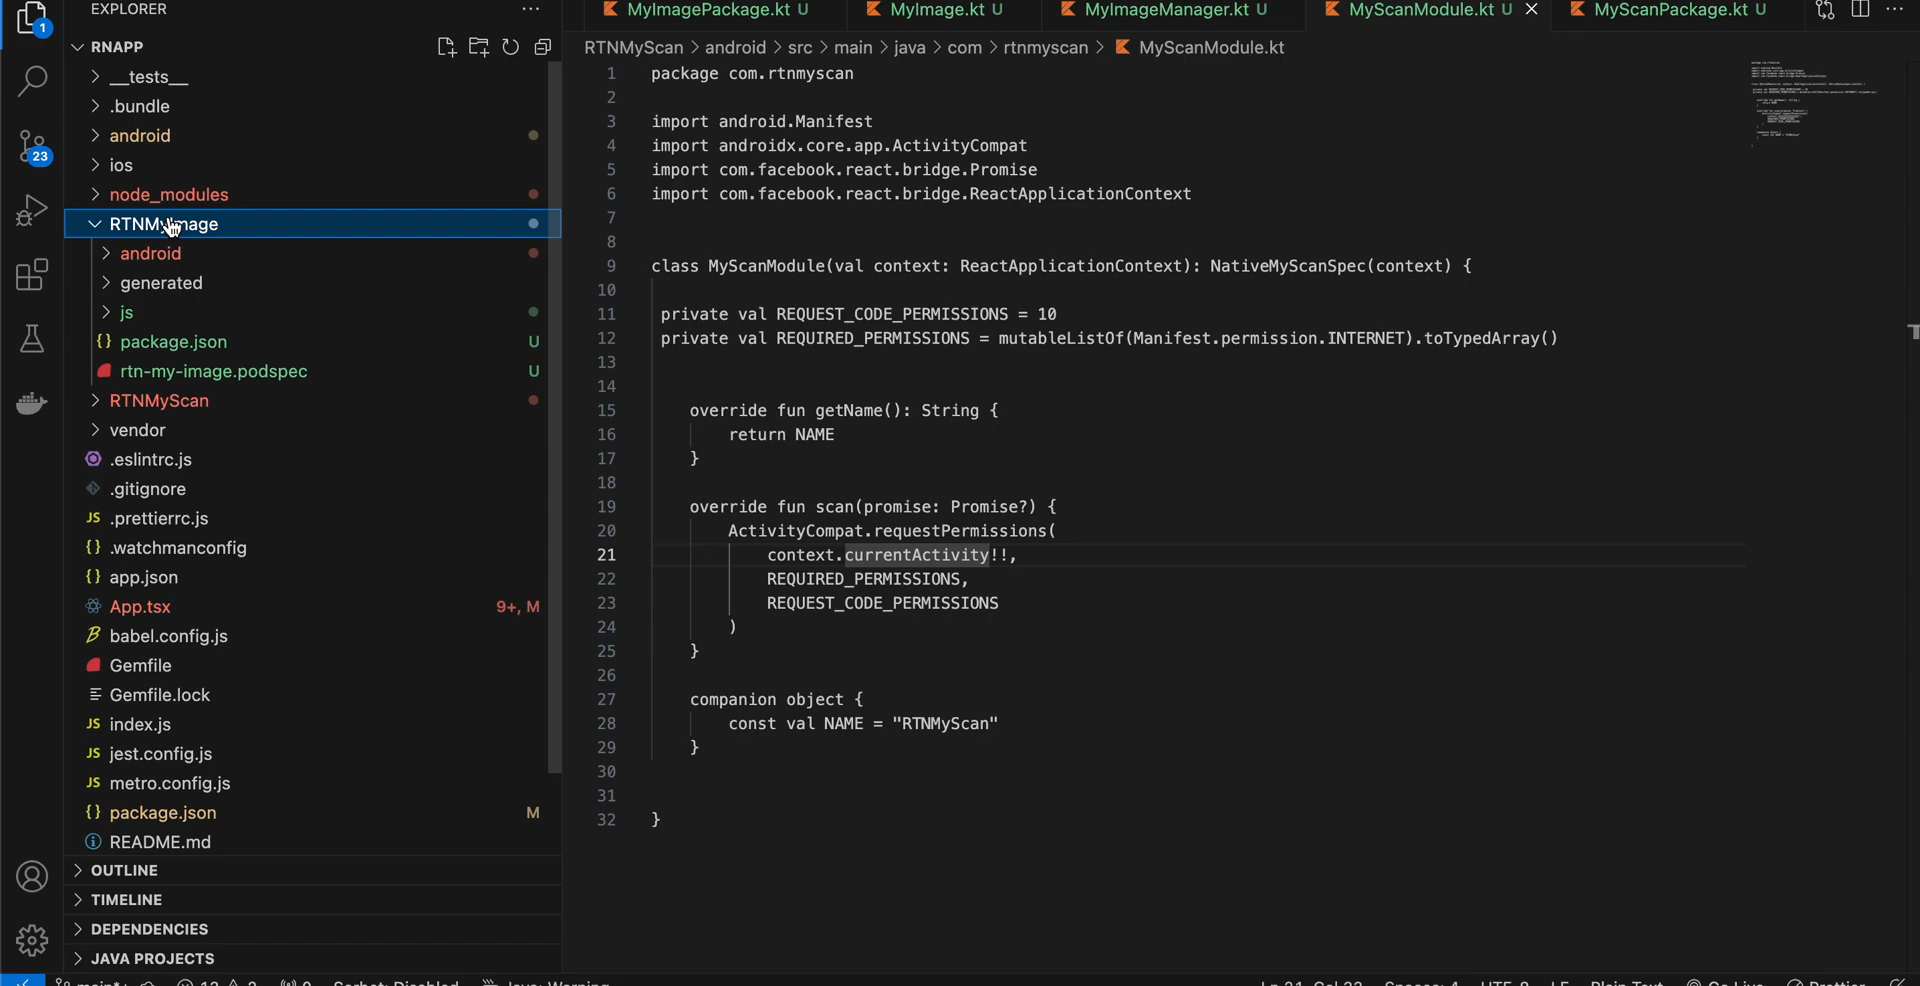 EXPLORER
1
RNAPP
__tests__
.bundle
android
ios
node_modules
RTNMyImage
android
generated
js
package.json U
rtn-my-image.podspec U
RTNMyScan
vendor
.eslintrc.js
.gitignore
.prettierrc.js
.watchmanconfig
app.json
App.tsx 9+, M
babel.config.js
Gemfile
Gemfile.lock
index.js
jest.config.js
metro.config.js
package.json M
README.md
OUTLINE
TIMELINE
DEPENDENCIES
JAVA PROJECTS
23
MyImagePackage.kt U MyImage.kt U MyImageManager.kt U MyScanModule.kt U MyScanPackage.kt U
RTNMyScan > android > src > main > java > com > rtnmyscan > MyScanModule.kt
1 package com.rtnmyscan
2
3 import android.Manifest
4 import androidx.core.app.ActivityCompat
5 import com.facebook.react.bridge.Promise
6 import com.facebook.react.bridge.ReactApplicationContext
7
8
9 class MyScanModule(val context: ReactApplicationContext): NativeMyScanSpec(context) {
10
11 private val REQUEST_CODE_PERMISSIONS = 10
12 private val REQUIRED_PERMISSIONS = mutableListOf(Manifest.permission.INTERNET).toTypedArray()
13
14
15 override fun getName(): String {
16 return NAME
17 }
18
19 override fun scan(promise: Promise?) {
20 ActivityCompat.requestPermissions(
21 context.currentActivity!!,
22 REQUIRED_PERMISSIONS,
23 REQUEST_CODE_PERMISSIONS
24 )
25 }
26
27 companion object {
28 const val NAME = "RTNMyScan"
29 }
30
31
32 }